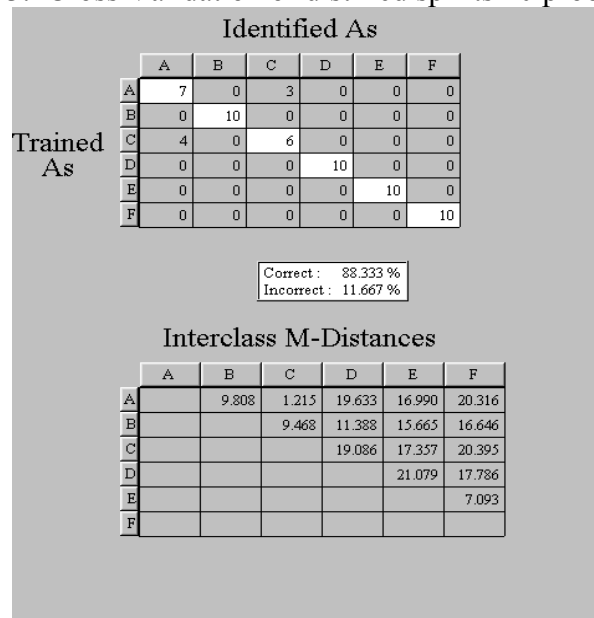 Identified As
A B C D E F
A 7 0 3 0 0 0
B 0 10 0 0 0 0
Trained As
C 4 0 6 0 0 0
D 0 0 0 10 0 0
E 0 0 0 0 10 0
F 0 0 0 0 0 10
Correct : 88.333 %
Incorrect : 11.667 %
Interclass M-Distances
A B C D E F
A 9.808 1.215 19.633 16.990 20.316
B 9.468 11.388 15.665 16.646
C 19.086 17.357 20.395
D 21.079 17.786
E 7.093
F